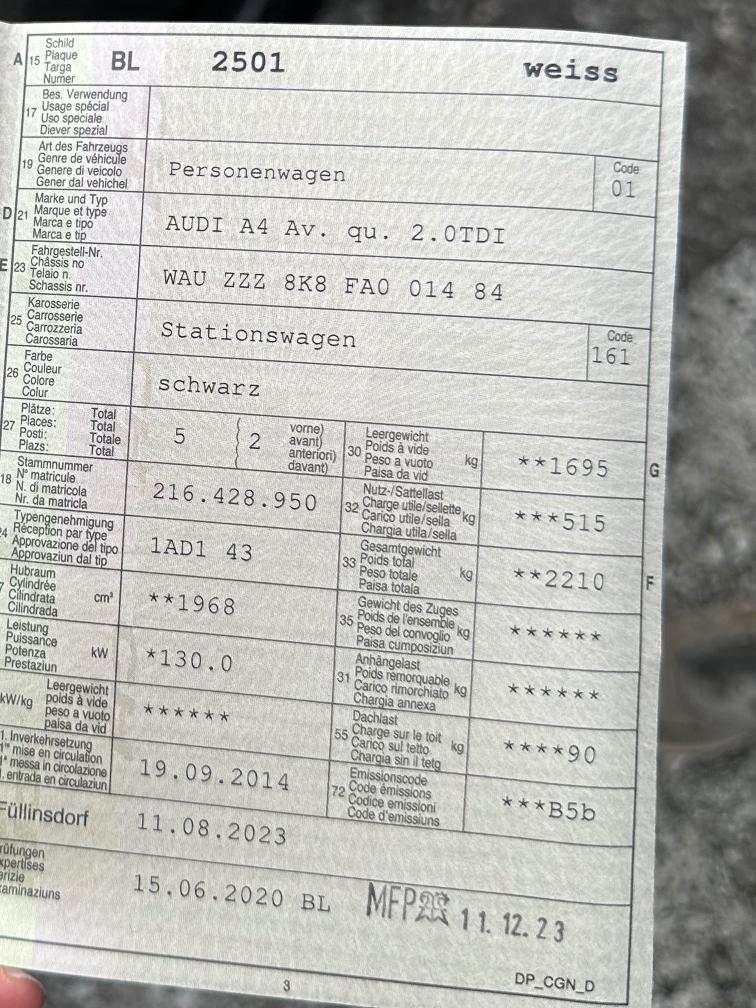 A 15 Schild
Plaque
Targa
Numer
BL 2501 weiss
17 Bes. Verwendung
Usage spécial
Uso speciale
Diever spezial
19 Art des Fahrzeugs
Genre de véhicule
Genere di veicolo
Gener dal vehichel
Personenwagen
Code
01
D 21 Marke und Typ
Marque et type
Marca e tipo
Marca e tip
AUDI A4 Av. qu. 2.0TDI
E 23 Fahrgestell-Nr.
Châssis no
Telaio n.
Schassis nr.
WAU ZZZ 8K8 FA0 014 84
25 Karosserie
Carrosserie
Carrozzeria
Carossaria
Stationswagen
Code
161
26 Farbe
Couleur
Colore
Colur
schwarz
27 Plätze: Total
Places: Total
Posti: Totale
Plazs: Total
5 2
vorne)
avant)
anteriori)
davant)
30 Leergewicht
Poids à vide
Peso a vuoto kg
Paisa da vid
**1695 G
18 Stammnummer
N° matricule
N. di matricola
Nr. da matricla
216.428.950
32 Nutz-/Sattellast
Charge utile/sellette kg
Carico utile/sella
Chargia utila/sella
***515
24 Typengenehmigung
Réception par type
Approvazione del tipo
Approvaziun dal tip
1AD1 43
33 Gesamtgewicht
Poids total
Peso totale kg
Paisa totala
**2210 F
Hubraum
Cylindrée
Cilindrata cm³
Cilindrada
**1968
35 Gewicht des Zuges
Poids de l'ensemble
Peso del convoglio kg
Paisa cumposiziun
******
Leistung
Puissance
Potenza kW
Prestaziun
*130.0
31 Anhängelast
Poids remorquable
Carico rimorchiato kg
Chargia annexa
******
kW/kg Leergewicht
poids à vide
peso a vuoto
paisa da vid
******
55 Dachlast
Charge sur le toit
Carico sul tetto kg
Chargia sin il tetg
****90
1. Inverkehrsetzung
mise en circulation
messa in circolazione
entrada en circulaziun
19.09.2014
72 Emissionscode
Code émissions
Codice emissioni
Code d'emissiuns
***B5b
Füllinsdorf 11.08.2023
15.06.2020 BL MFP 11. 12. 23
3
DP_CGN_D